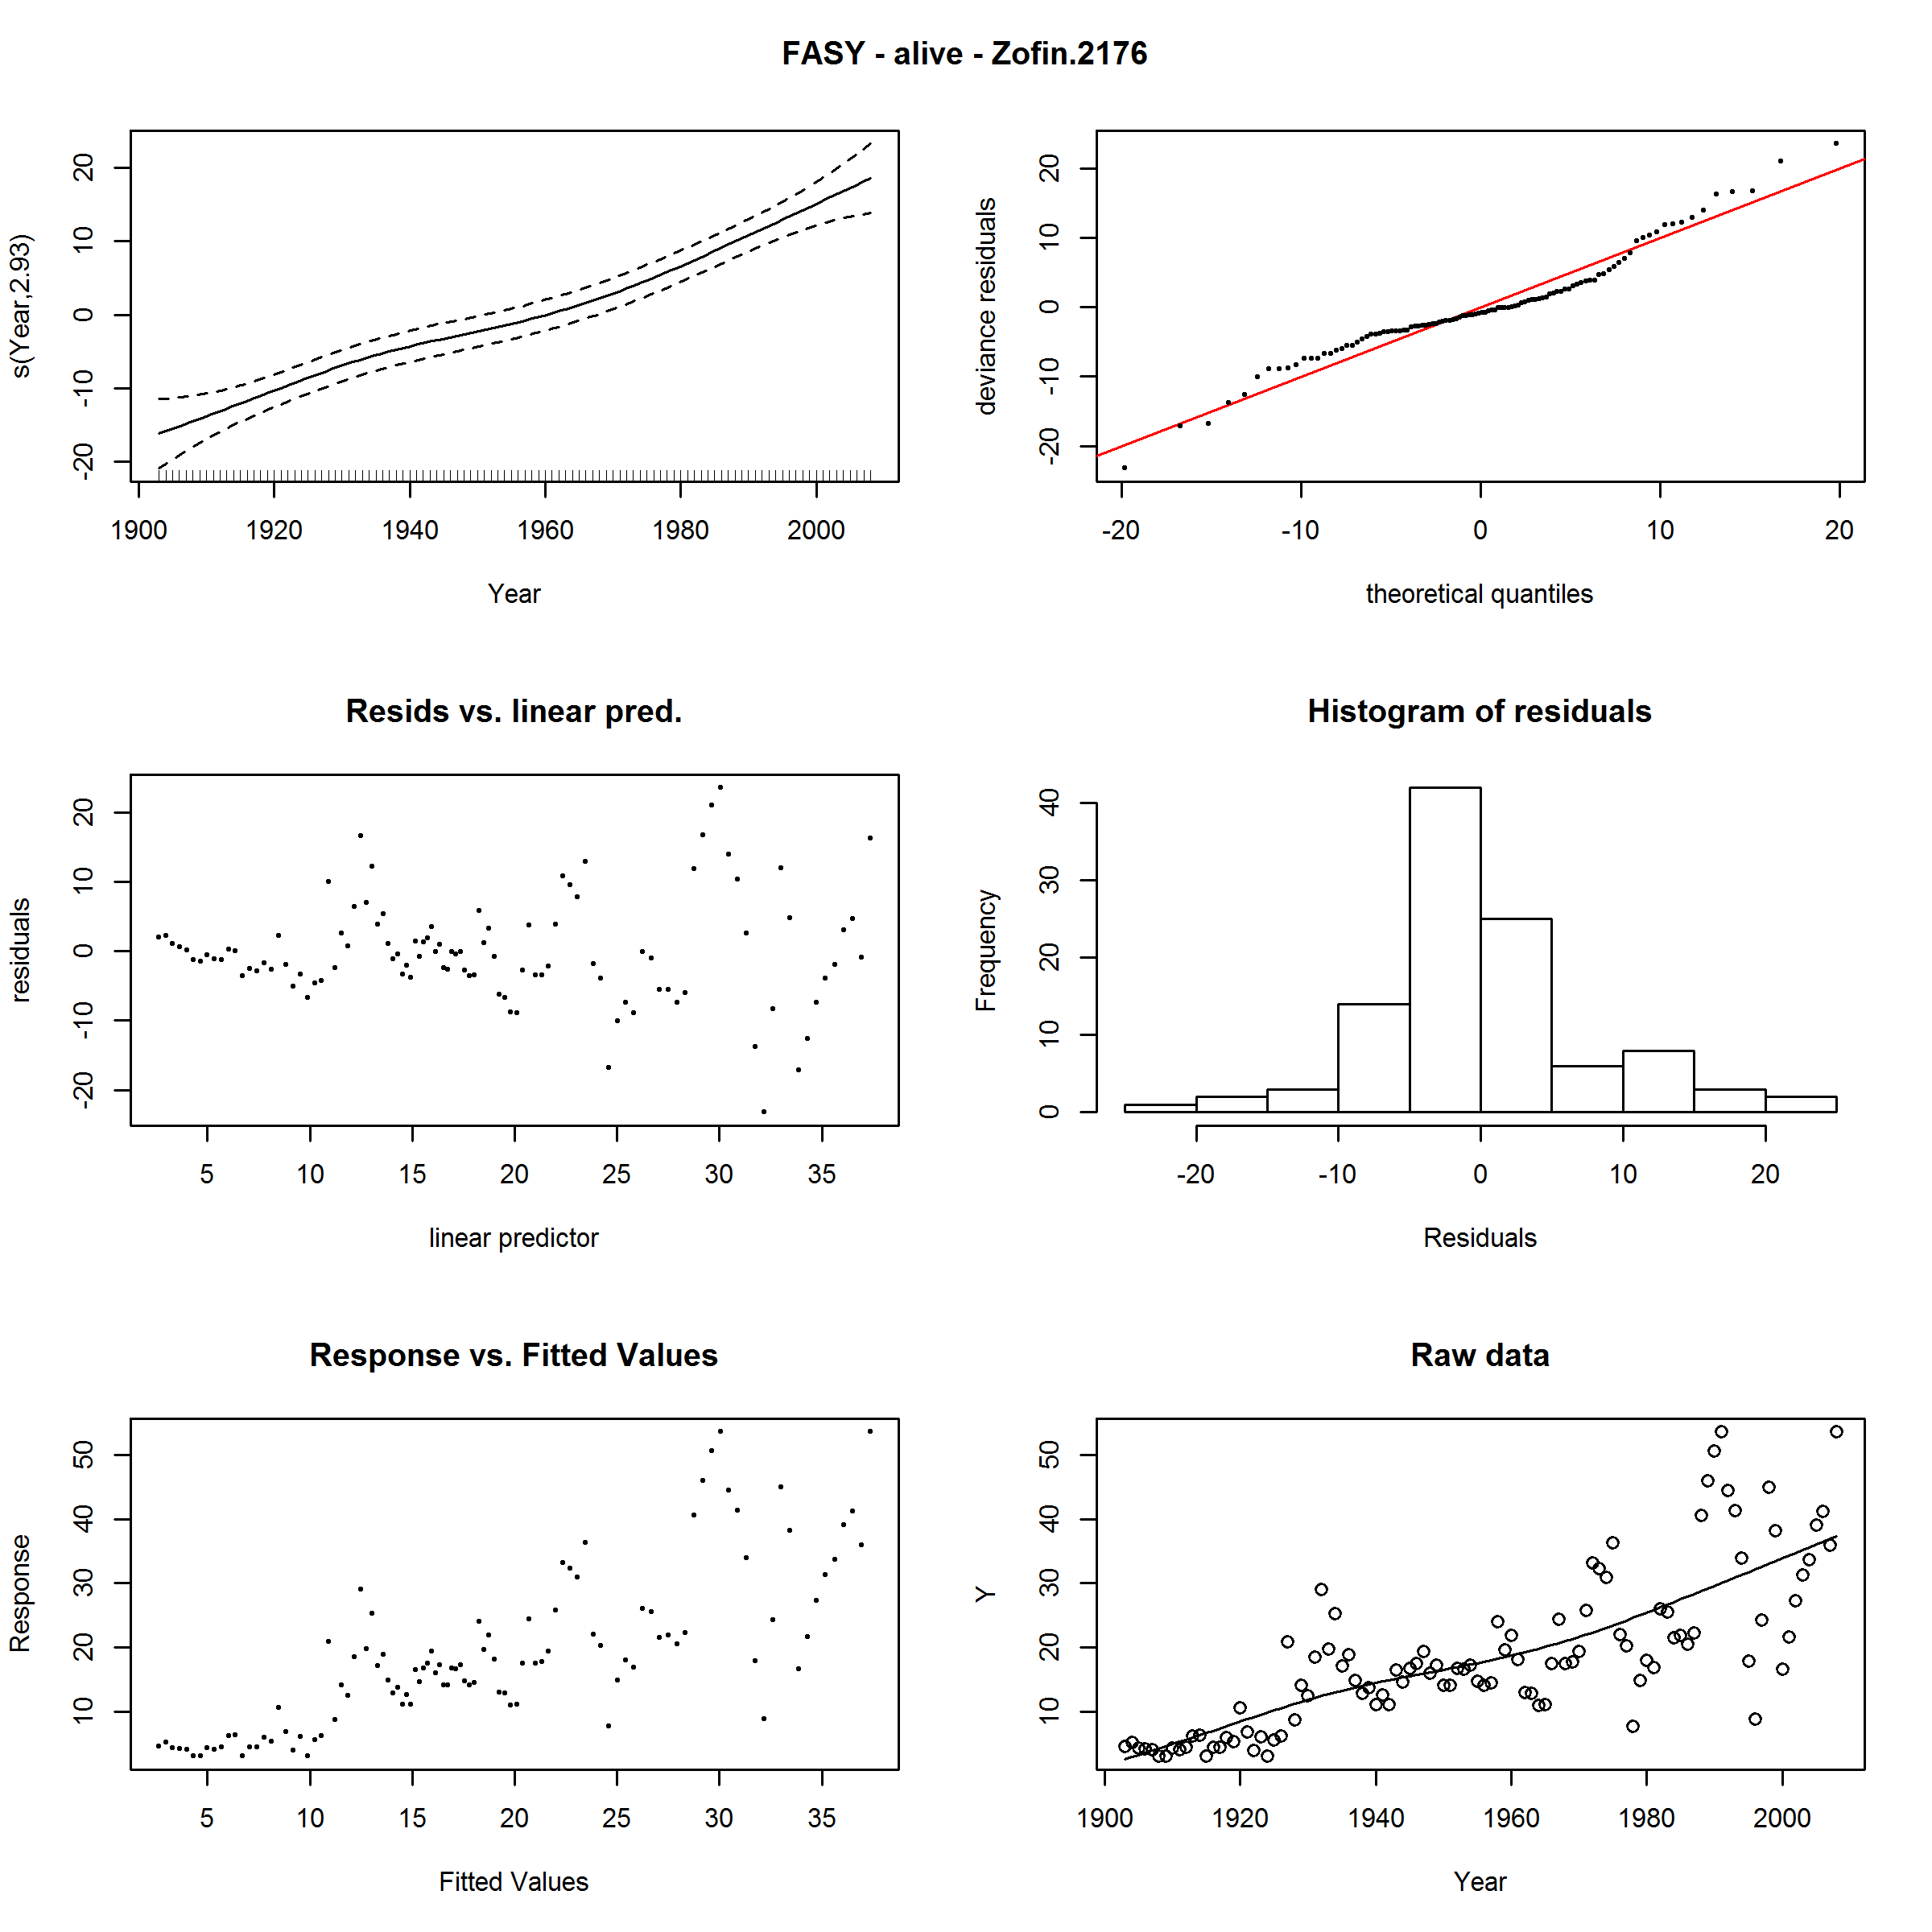 FASY - alive - Zofin.2176
s(Year,2.93)
20
10
0
-10
-20
1900 1920 1940 1960 1980 2000
Year
deviance residuals
20
10
0
-10
-20
-20 -10 0 10 20
theoretical quantiles
Resids vs. linear pred.
residuals
20
10
0
-10
-20
5 10 15 20 25 30 35
linear predictor
Histogram of residuals
Frequency
40
30
20
10
0
-20 -10 0 10 20
Residuals
Response vs. Fitted Values
Response
50
40
30
20
10
5 10 15 20 25 30 35
Fitted Values
Raw data
Y
50
40
30
20
10
1900 1920 1940 1960 1980 2000
Year